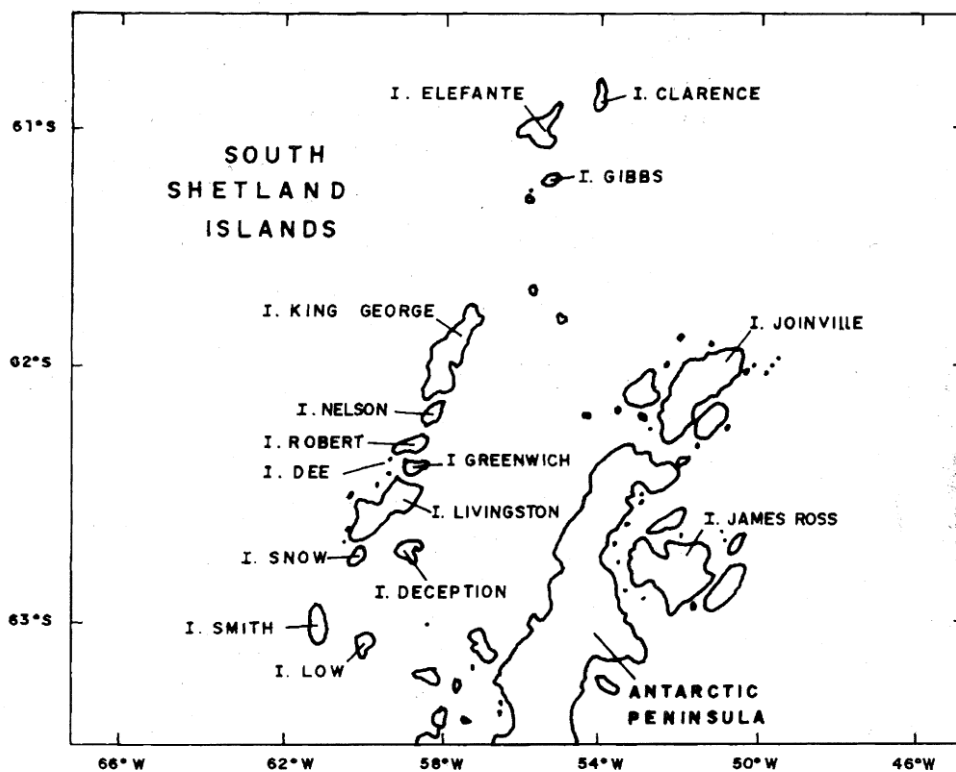 I. ELEFANTE
I. CLARENCE
61°S
SOUTH
SHETLAND
ISLANDS
I. GIBBS
I. KING GEORGE
I. JOINVILLE
62°S
I. NELSON
I. ROBERT
I. DEE
I GREENWICH
I. LIVINGSTON
I. JAMES ROSS
I. SNOW
I. DECEPTION
63°S
I. SMITH
I. LOW
ANTARCTIC
PENINSULA
66°W
62°W
58°W
54°W
50°W
46°W